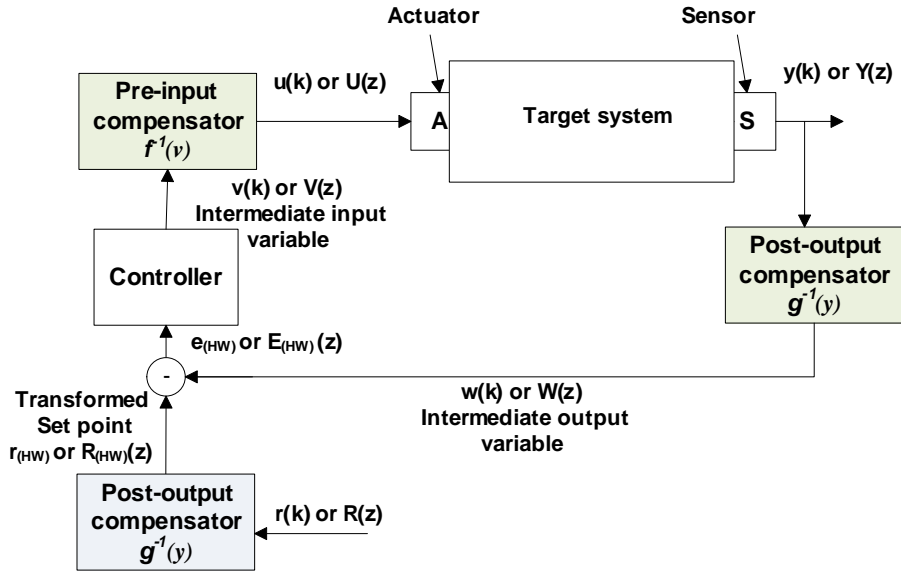 Actuator
Sensor
u(k) or U(z)
y(k) or Y(z)
Pre-input
compensator
f⁻¹(v)
A
Target system
S
v(k) or V(z)
Intermediate input
variable
Controller
Post-output
compensator
g⁻¹(y)
e(HW) or E(HW) (z)
-
w(k) or W(z)
Intermediate output
variable
Transformed
Set point
r(HW) or R(HW)(z)
Post-output
compensator
g⁻¹(y)
r(k) or R(z)